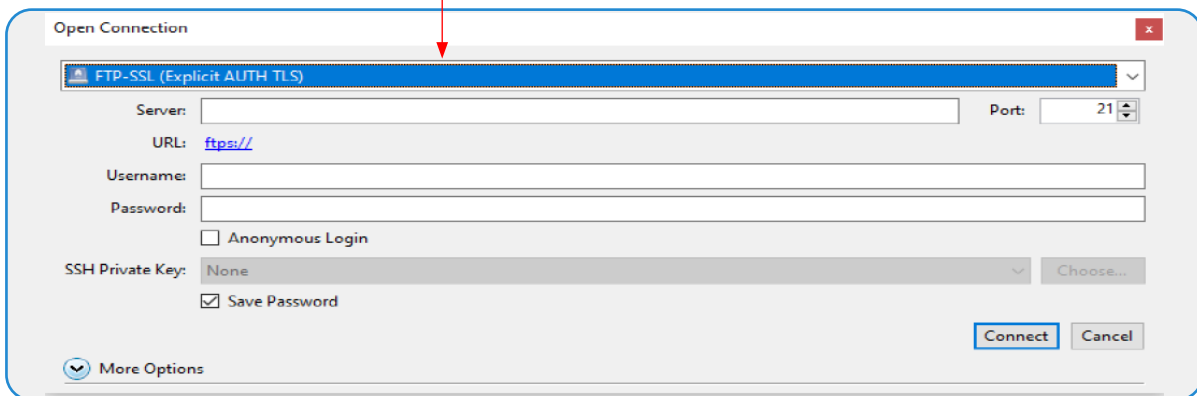 Open Connection
x
FTP-SSL (Explicit AUTH TLS)
Server:
Port: 21
URL: ftps://
Username:
Password:
Anonymous Login
SSH Private Key: None Choose...
Save Password
Connect Cancel
More Options